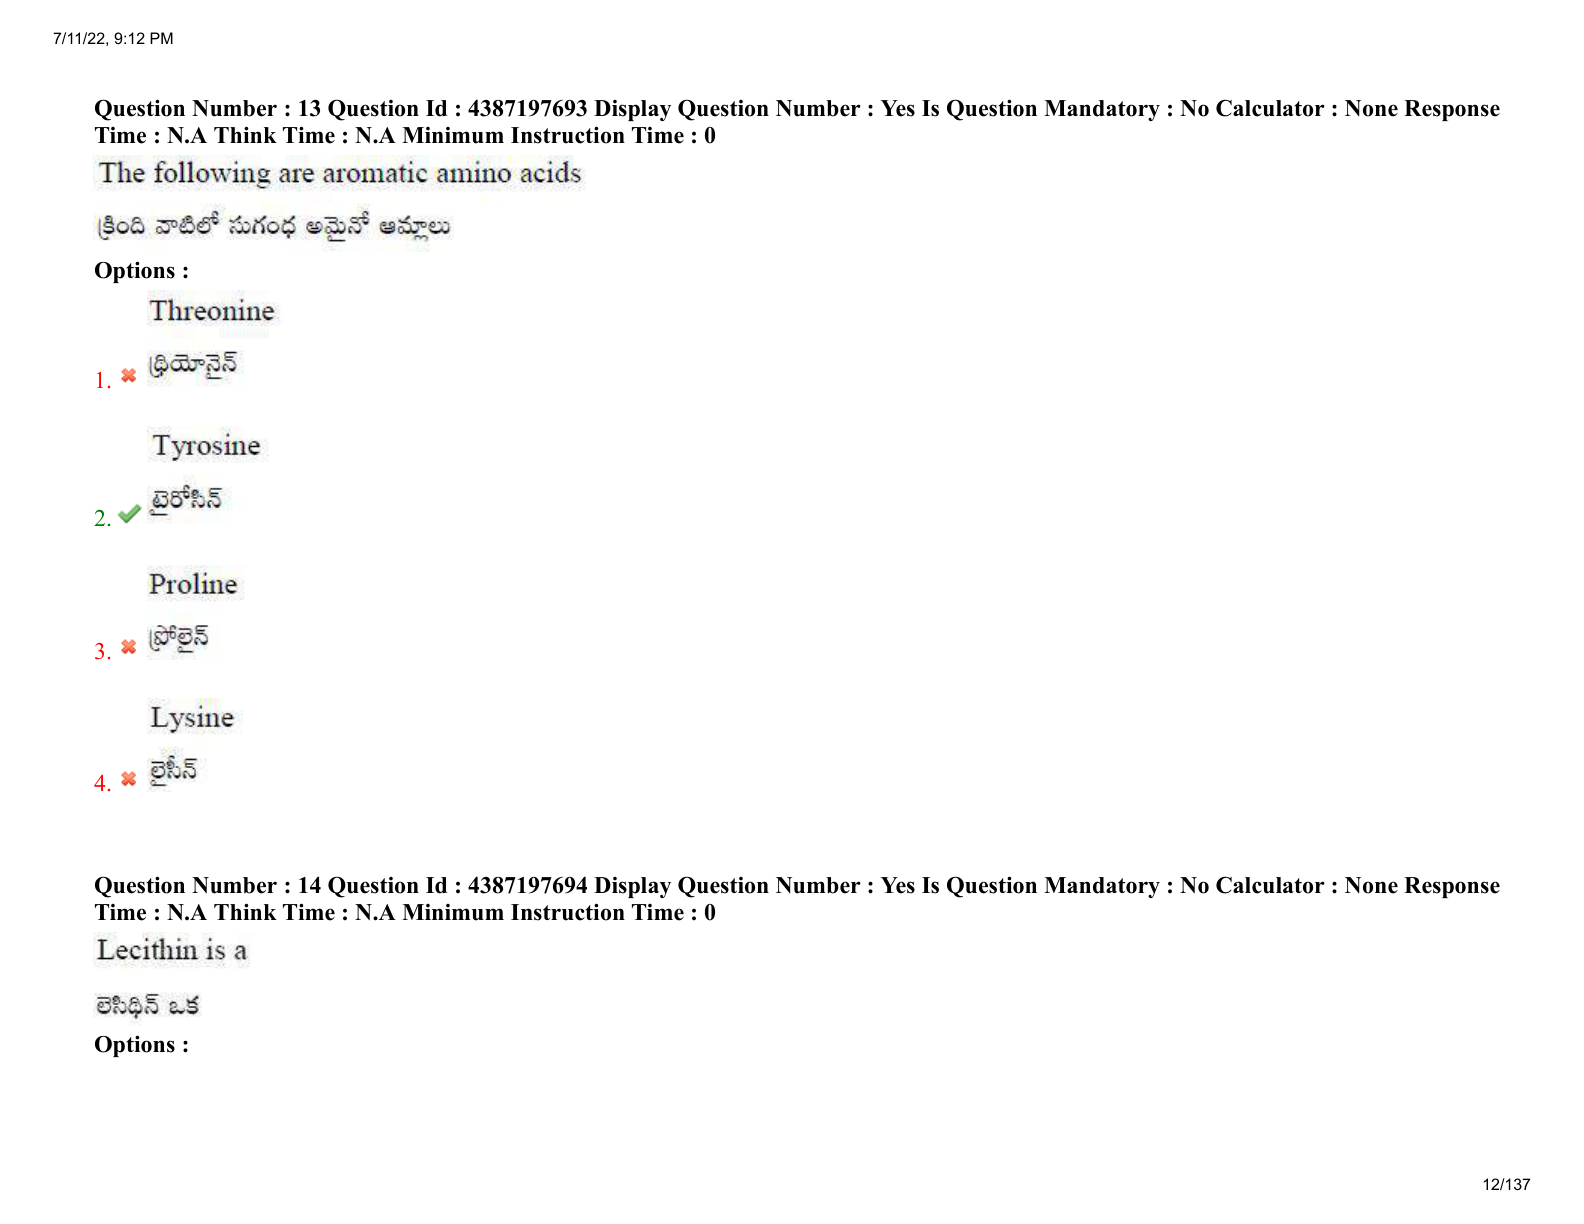 7/11/22, 9:12 PM
Question Number : 13 Question Id : 4387197693 Display Question Number : Yes Is Question Mandatory : No Calculator : None Response
Time : N.A Think Time : N.A Minimum Instruction Time : 0
The following are aromatic amino acids
క్రింది వాటిలో సుగంధ అమైనో ఆమ్లాలు
Options :
Threonine
థ్రియోనైన్
1.
Tyrosine
టైరోసిన్
2.
Proline
ప్రోలైన్
3.
Lysine
లైసీన్
4.
Question Number : 14 Question Id : 4387197694 Display Question Number : Yes Is Question Mandatory : No Calculator : None Response
Time : N.A Think Time : N.A Minimum Instruction Time : 0
Lecithin is a
లెసిథిన్ ఒక
Options :
12/137